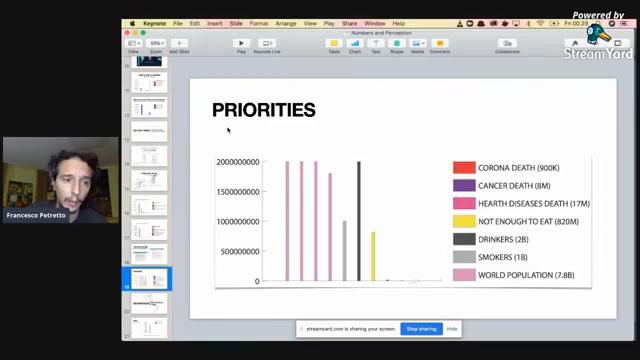 Keynote File Edit Insert Slide Format Arrange View Play Share Window Help
Fri 00:29
Powered by
StreamYard
Numbers and Perception
View Zoom Add Slide Play Keynote Live Table Chart Text Shape Media Comment Collaborate
55%
PRIORITIES
2000000000
1500000000
1000000000
500000000
0
CORONA DEATH (900K)
CANCER DEATH (8M)
HEARTH DISEASES DEATH (17M)
NOT ENOUGH TO EAT (820M)
DRINKERS (2B)
SMOKERS (1B)
WORLD POPULATION (7.8B)
Francesco Petretto
streamyard.com is sharing your screen.
Stop sharing
Hide